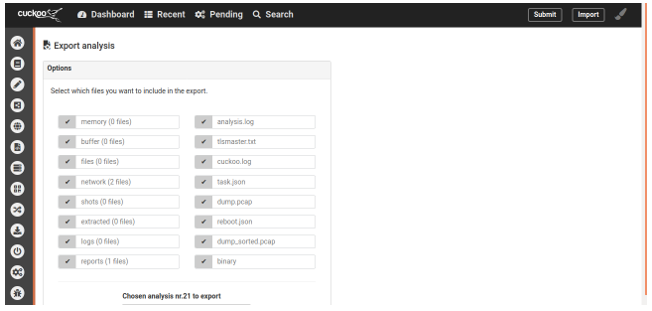 cuckoo Dashboard Recent Pending Search Submit Import
Export analysis
Options
Select which files you want to include in the export.
memory (0 files) analysis.log
buffer (0 files) tlsmaster.txt
files (0 files) cuckoo.log
network (2 files) task.json
shots (0 files) dump.pcap
extracted (0 files) reboot.json
logs (0 files) dump_sorted.pcap
reports (1 files) binary
Chosen analysis nr.21 to export